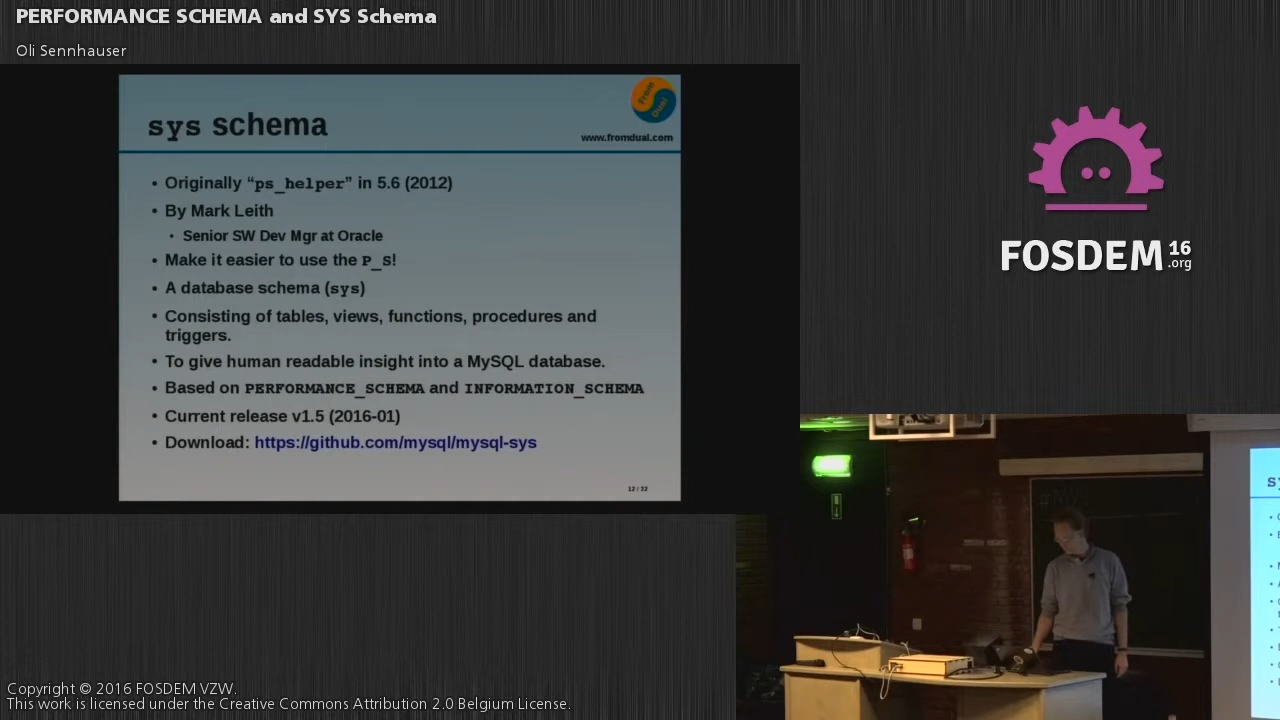 PERFORMANCE SCHEMA and SYS Schema
Oli Sennhauser
From
Dual
www.fromdual.com
sys schema
• Originally “ps_helper” in 5.6 (2012)
• By Mark Leith
• Senior SW Dev Mgr at Oracle
• Make it easier to use the P_S!
• A database schema (sys)
• Consisting of tables, views, functions, procedures and
triggers.
• To give human readable insight into a MySQL database.
• Based on PERFORMANCE_SCHEMA and INFORMATION_SCHEMA
• Current release v1.5 (2016-01)
• Download: https://github.com/mysql/mysql-sys
12 / 32
FOSDEM 16
.org
Copyright © 2016 FOSDEM VZW.
This work is licensed under the Creative Commons Attribution 2.0 Belgium License.